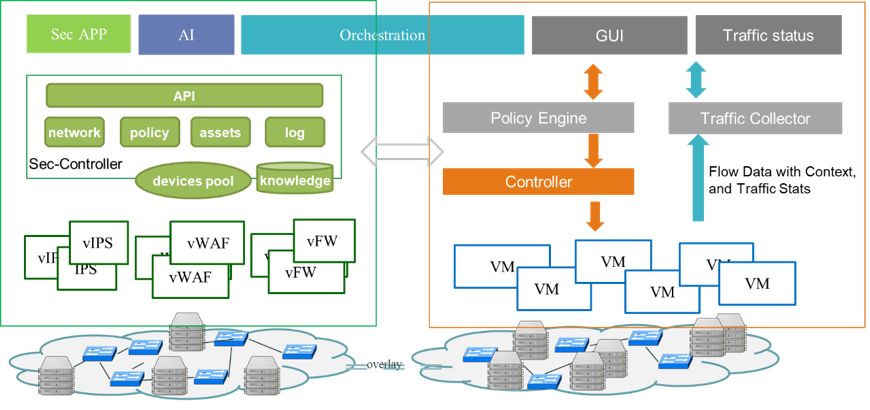 Sec APP
AI
Orchestration
GUI
Traffic status
API
network
policy
assets
log
Sec-Controller
devices pool
knowledge
Policy Engine
Traffic Collector
Controller
Flow Data with Context,
and Traffic Stats
vIPS
IPS
vWAF
vWAF
vFW
vFW
VM
VM
VM
VM
VM
VM
overlay